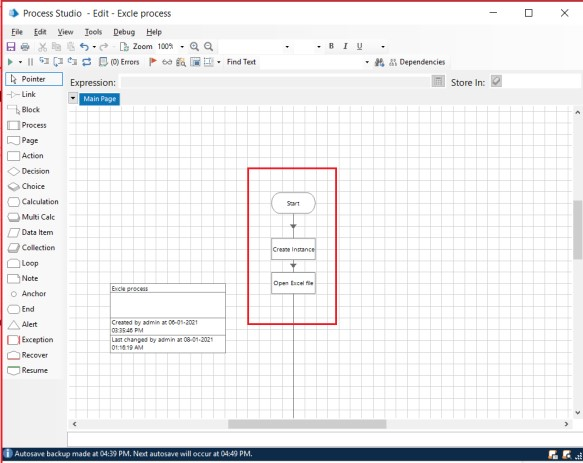 Process Studio - Edit - Excle process
File Edit View Tools Debug Help
Zoom 100%
B I U
(0) Errors
Find Text
Dependencies
Pointer
Expression:
Store In:
Link
Main Page
Block
Process
Page
Action
Decision
Choice
Calculation
Multi Calc
Data Item
Collection
Loop
Note
Anchor
End
Alert
Exception
Recover
Resume
Start
Create Instance
Open Excel file
Excle process
Created by admin at 06-01-2021
03:35:46 PM
Last changed by admin at 08-01-2021
01:16:19 AM
Autosave backup made at 04:39 PM. Next autosave will occur at 04:49 PM.